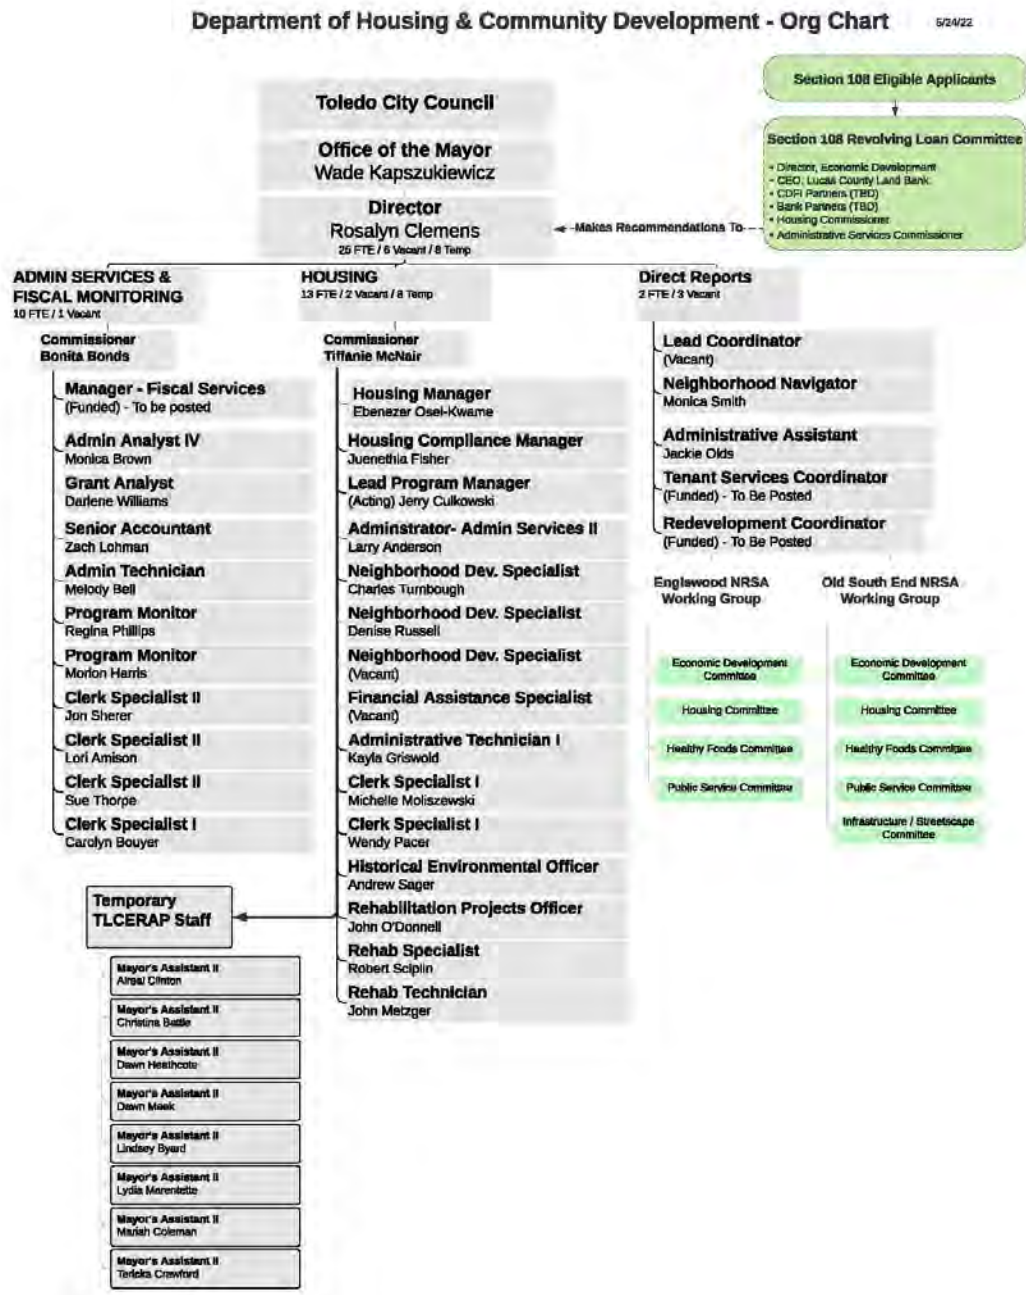 Department of Housing & Community Development - Org Chart
5/24/22
Section 108 Eligible Applicants
Section 108 Revolving Loan Committee
• Director, Economic Development
• CEO, Lucas County Land Bank
• CDFI Partners (TBD)
• Bank Partners (TBD)
• Housing Commissioner
• Administrative Services Commissioner
Makes Recommendations To
Toledo City Council
Office of the Mayor
Wade Kapszukiewicz
Director
Rosalyn Clemens
25 FTE / 6 Vacant / 8 Temp
ADMIN SERVICES &
FISCAL MONITORING
10 FTE / 1 Vacant
Commissioner
Bonita Bonds
Manager - Fiscal Services
(Funded) - To be posted
Admin Analyst IV
Monica Brown
Grant Analyst
Darlene Williams
Senior Accountant
Zach Lohman
Admin Technician
Melody Bell
Program Monitor
Regina Phillips
Program Monitor
Morlon Harris
Clerk Specialist II
Jon Sherer
Clerk Specialist II
Lori Amison
Clerk Specialist II
Sue Thorpe
Clerk Specialist I
Carolyn Bouyer
HOUSING
13 FTE / 2 Vacant / 8 Temp
Commissioner
Tiffanie McNair
Housing Manager
Ebenezer Osei-Kwame
Housing Compliance Manager
Juenethia Fisher
Lead Program Manager
(Acting) Jerry Culkowski
Adminstrator- Admin Services II
Larry Anderson
Neighborhood Dev. Specialist
Charles Turnbough
Neighborhood Dev. Specialist
Denise Russell
Neighborhood Dev. Specialist
(Vacant)
Financial Assistance Specialist
(Vacant)
Administrative Technician I
Kayla Griswold
Clerk Specialist I
Michelle Moliszewski
Clerk Specialist I
Wendy Pacer
Historical Environmental Officer
Andrew Sager
Rehabilitation Projects Officer
John O'Donnell
Rehab Specialist
Robert Sciplin
Rehab Technician
John Metzger
Direct Reports
2 FTE / 3 Vacant
Lead Coordinator
(Vacant)
Neighborhood Navigator
Monica Smith
Administrative Assistant
Jackie Olds
Tenant Services Coordinator
(Funded) - To Be Posted
Redevelopment Coordinator
(Funded) - To Be Posted
Englewood NRSA
Working Group
Economic Development
Committee
Housing Committee
Healthy Foods Committee
Public Service Committee
Old South End NRSA
Working Group
Economic Development
Committee
Housing Committee
Healthy Foods Committee
Public Service Committee
Infrastructure / Streetscape
Committee
Temporary
TLCERAP Staff
Mayor's Assistant II
Clinton
Mayor's Assistant II
Christina Battle
Mayor's Assistant II
Dawn Heathcote
Mayor's Assistant II
Dawn Meek
Mayor's Assistant II
Lindsey Byard
Mayor's Assistant II
Lydia Marentette
Mayor's Assistant II
Mariah Coleman
Mayor's Assistant II
Tericka Crawford